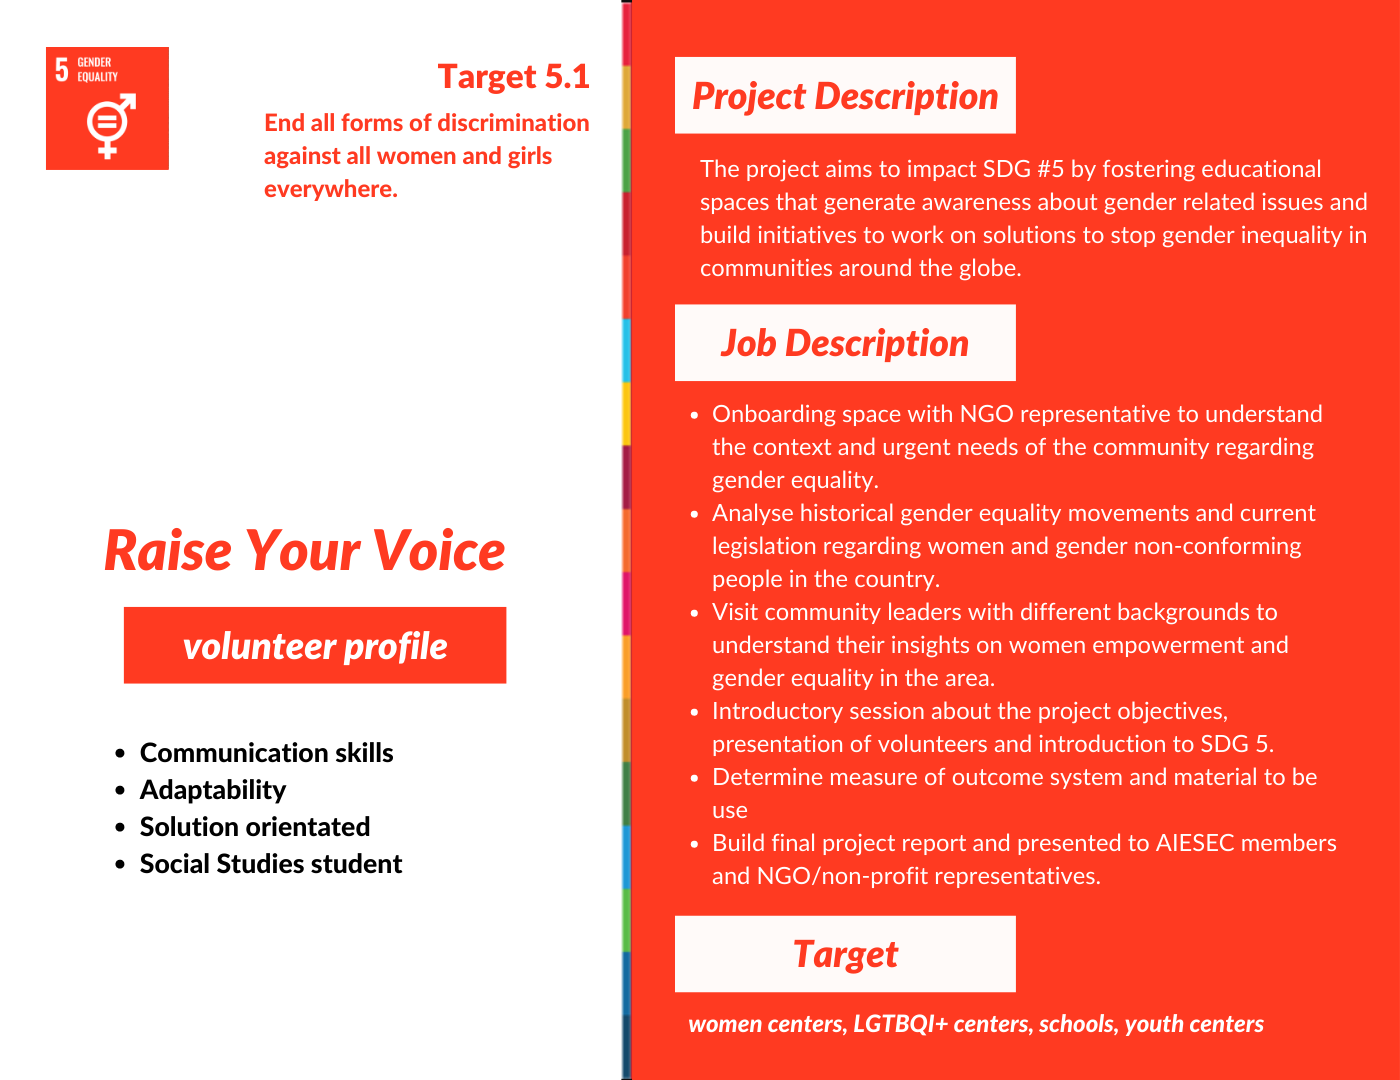 5 GENDER
EQUALITY
Target 5.1
End all forms of discrimination
against all women and girls
everywhere.
Raise Your Voice
volunteer profile
• Communication skills
• Adaptability
• Solution orientated
• Social Studies student
Project Description
The project aims to impact SDG #5 by fostering educational
spaces that generate awareness about gender related issues and
build initiatives to work on solutions to stop gender inequality in
communities around the globe.
Job Description
• Onboarding space with NGO representative to understand
the context and urgent needs of the community regarding
gender equality.
• Analyse historical gender equality movements and current
legislation regarding women and gender non-conforming
people in the country.
• Visit community leaders with different backgrounds to
understand their insights on women empowerment and
gender equality in the area.
• Introductory session about the project objectives,
presentation of volunteers and introduction to SDG 5.
• Determine measure of outcome system and material to be
use
• Build final project report and presented to AIESEC members
and NGO/non-profit representatives.
Target
women centers, LGTBQI+ centers, schools, youth centers